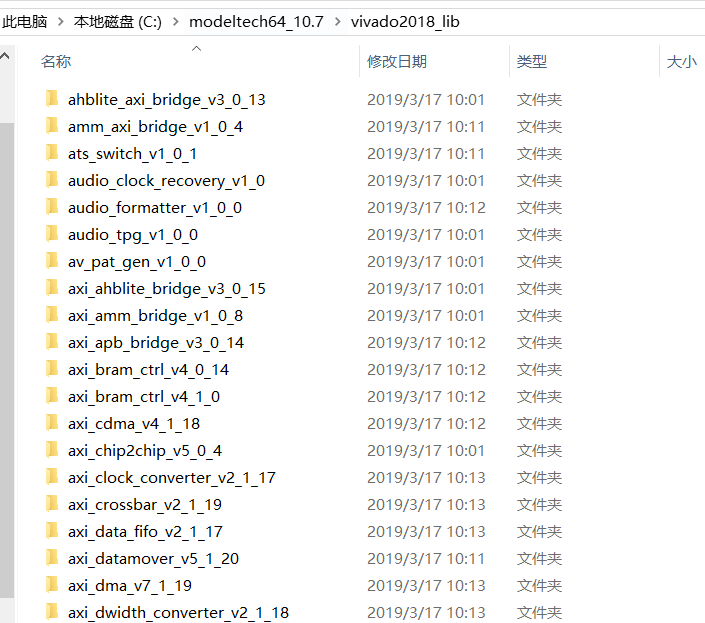 此电脑 > 本地磁盘 (C:) > modeltech64_10.7 > vivado2018_lib
名称 修改日期 类型 大小
ahblite_axi_bridge_v3_0_13 2019/3/17 10:01 文件夹
amm_axi_bridge_v1_0_4 2019/3/17 10:11 文件夹
ats_switch_v1_0_1 2019/3/17 10:11 文件夹
audio_clock_recovery_v1_0 2019/3/17 10:01 文件夹
audio_formatter_v1_0_0 2019/3/17 10:12 文件夹
audio_tpg_v1_0_0 2019/3/17 10:01 文件夹
av_pat_gen_v1_0_0 2019/3/17 10:01 文件夹
axi_ahblite_bridge_v3_0_15 2019/3/17 10:01 文件夹
axi_amm_bridge_v1_0_8 2019/3/17 10:01 文件夹
axi_apb_bridge_v3_0_14 2019/3/17 10:12 文件夹
axi_bram_ctrl_v4_0_14 2019/3/17 10:12 文件夹
axi_bram_ctrl_v4_1_0 2019/3/17 10:12 文件夹
axi_cdma_v4_1_18 2019/3/17 10:12 文件夹
axi_chip2chip_v5_0_4 2019/3/17 10:01 文件夹
axi_clock_converter_v2_1_17 2019/3/17 10:13 文件夹
axi_crossbar_v2_1_19 2019/3/17 10:13 文件夹
axi_data_fifo_v2_1_17 2019/3/17 10:13 文件夹
axi_datamover_v5_1_20 2019/3/17 10:11 文件夹
axi_dma_v7_1_19 2019/3/17 10:13 文件夹
axi_dwidth_converter_v2_1_18 2019/3/17 10:13 文件夹